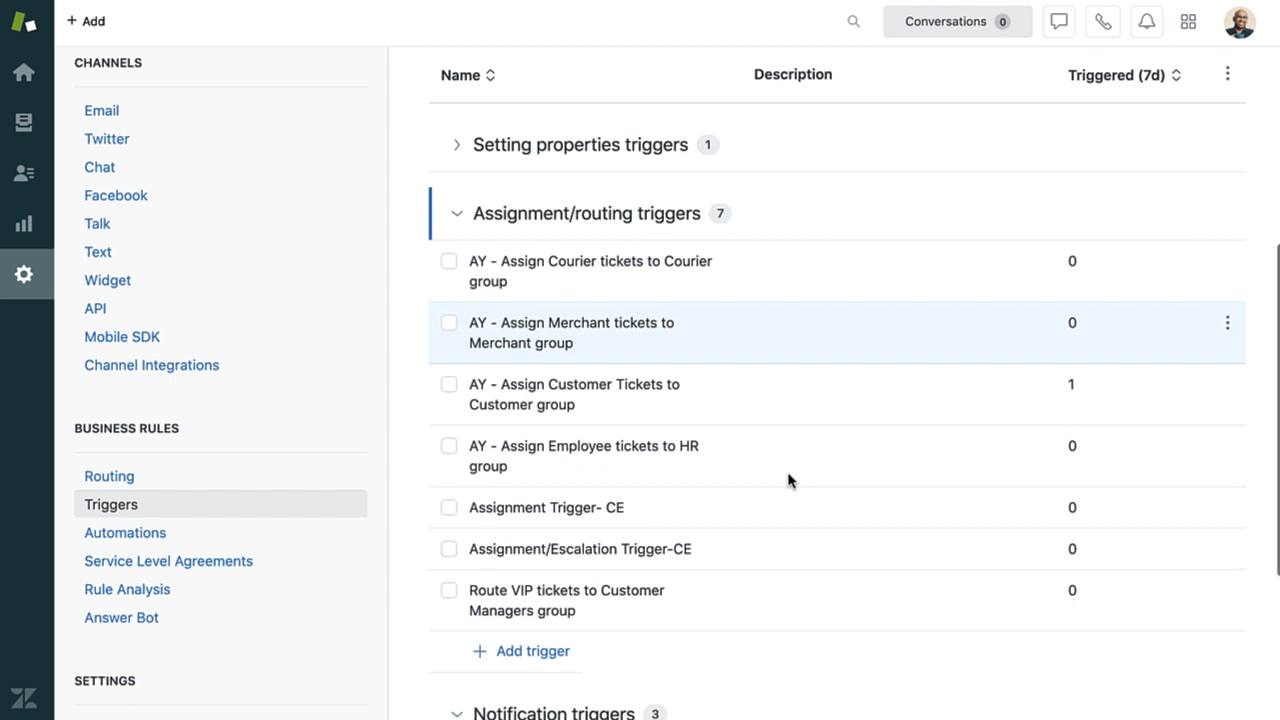 + Add
Conversations 0
CHANNELS
Email
Twitter
Chat
Facebook
Talk
Text
Widget
API
Mobile SDK
Channel Integrations
BUSINESS RULES
Routing
Triggers
Automations
Service Level Agreements
Rule Analysis
Answer Bot
SETTINGS
Name Description Triggered (7d)
Setting properties triggers 1
Assignment/routing triggers 7
AY - Assign Courier tickets to Courier 0
group
AY - Assign Merchant tickets to 0
Merchant group
AY - Assign Customer Tickets to 1
Customer group
AY - Assign Employee tickets to HR 0
group
Assignment Trigger- CE 0
Assignment/Escalation Trigger-CE 0
Route VIP tickets to Customer 0
Managers group
+ Add trigger
Notification triggers 3